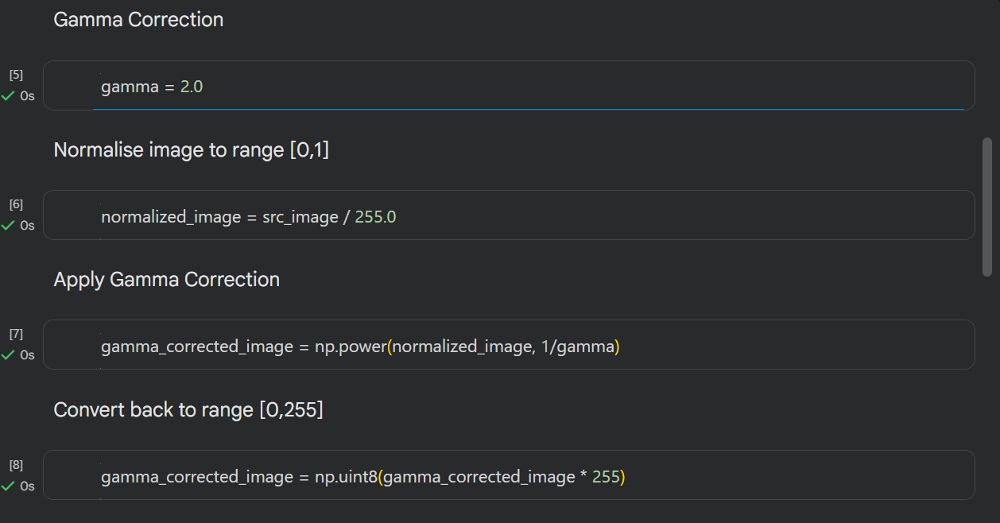 Gamma Correction
[5]
gamma = 2.0
0s
Normalise image to range [0,1]
[6]
normalized_image = src_image / 255.0
0s
Apply Gamma Correction
[7]
gamma_corrected_image = np.power(normalized_image, 1/gamma)
0s
Convert back to range [0,255]
[8]
gamma_corrected_image = np.uint8(gamma_corrected_image * 255)
0s